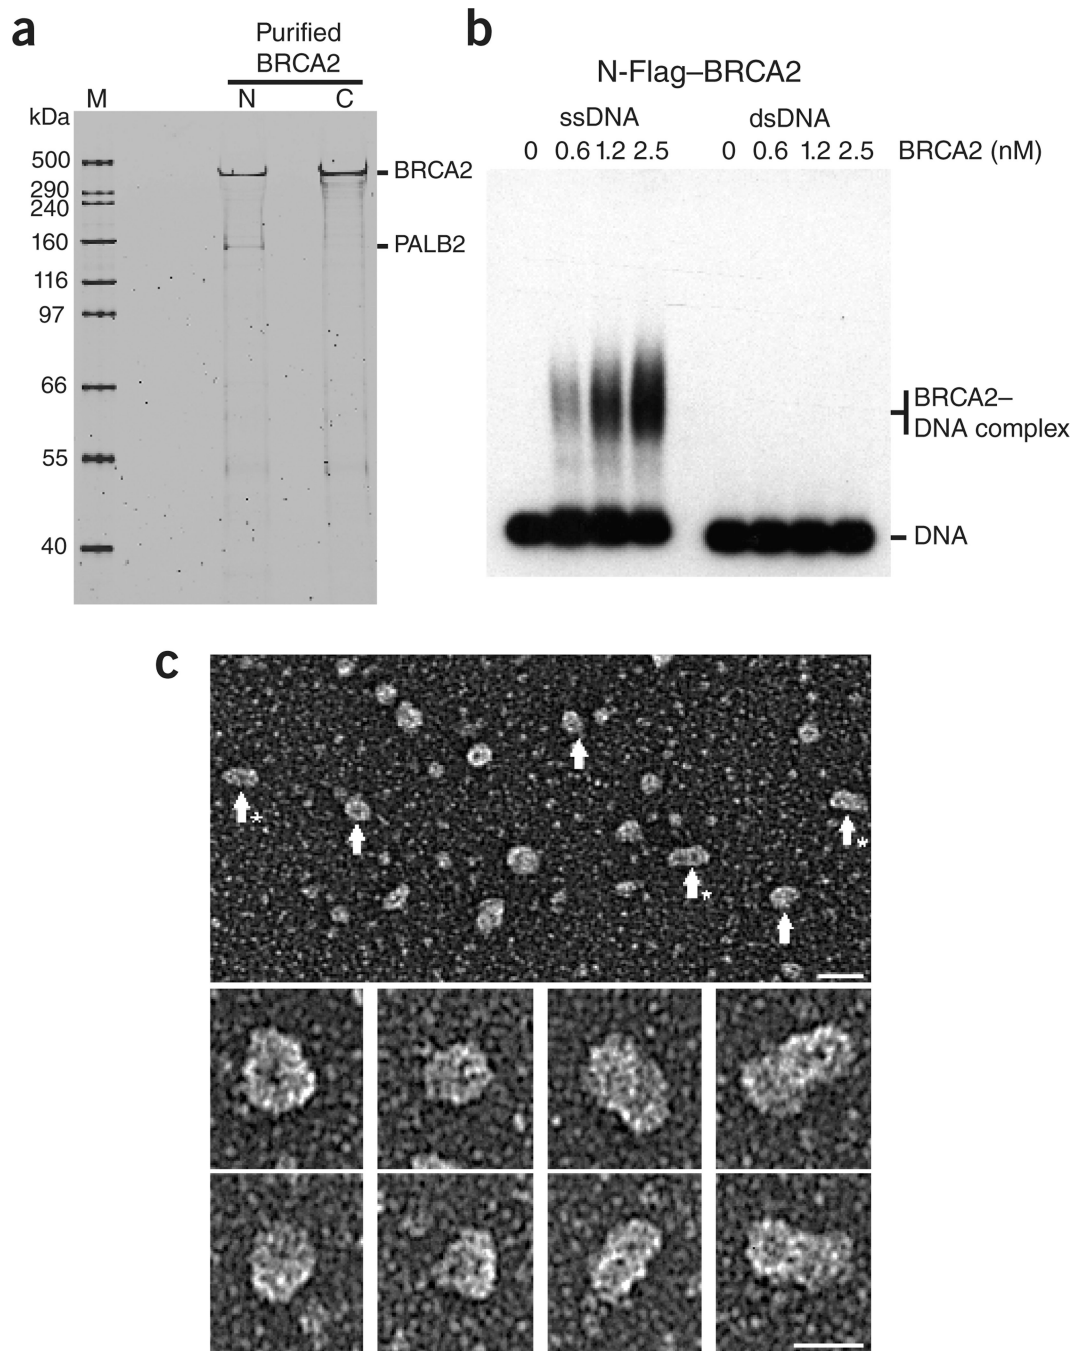 a
Purified
BRCA2
M N C
kDa
500
290
240
160
116
97
66
55
40
BRCA2
PALB2
b
N-Flag–BRCA2
ssDNA dsDNA
0 0.6 1.2 2.5 0 0.6 1.2 2.5 BRCA2 (nM)
BRCA2–
DNA complex
DNA
c
*
*
*